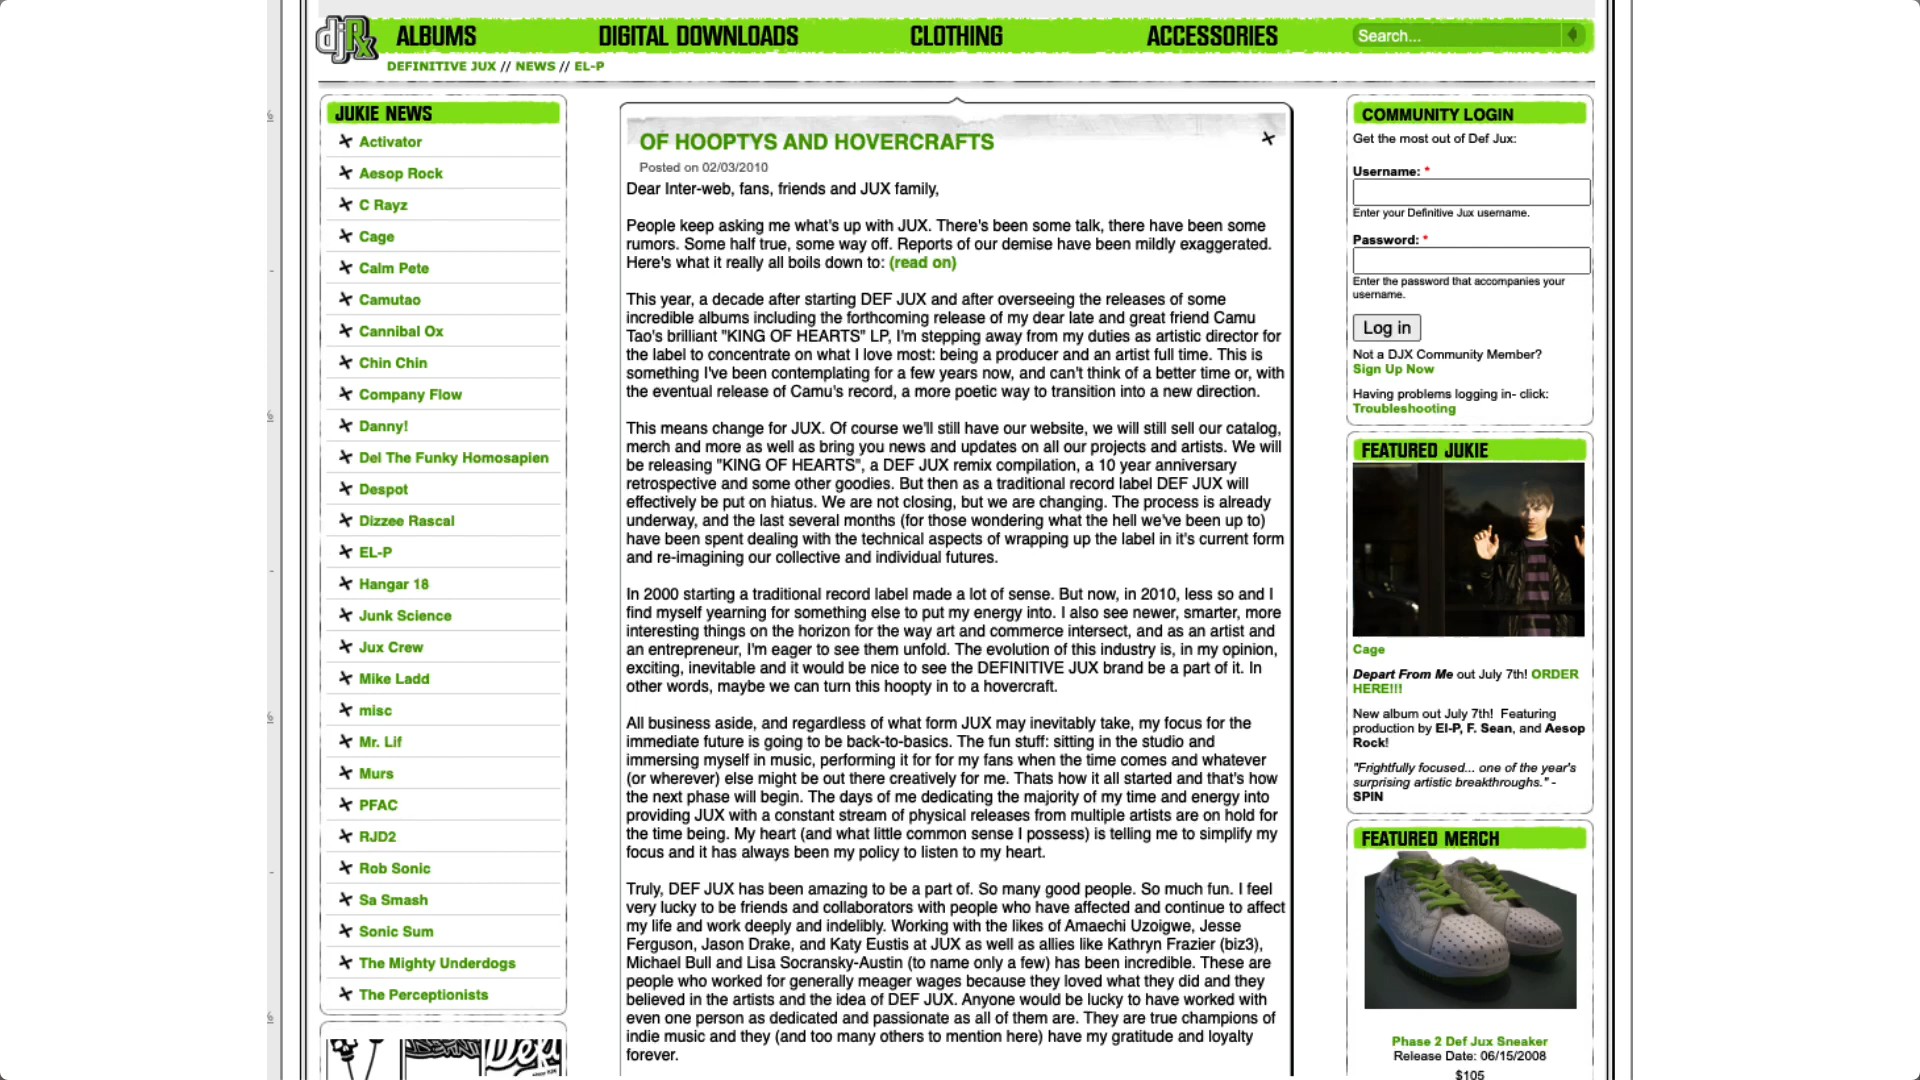 djRx
ALBUMS
DIGITAL DOWNLOADS
CLOTHING
ACCESSORIES
Search...
DEFINITIVE JUX // NEWS // EL-P
JUKIE NEWS
Activator
Aesop Rock
C Rayz
Cage
Calm Pete
Camutao
Cannibal Ox
Chin Chin
Company Flow
Danny!
Del The Funky Homosapien
Despot
Dizzee Rascal
EL-P
Hangar 18
Junk Science
Jux Crew
Mike Ladd
misc
Mr. Lif
Murs
PFAC
RJD2
Rob Sonic
Sa Smash
Sonic Sum
The Mighty Underdogs
The Perceptionists
OF HOOPTYS AND HOVERCRAFTS
Posted on 02/03/2010
Dear Inter-web, fans, friends and JUX family,
People keep asking me what's up with JUX. There's been some talk, there have been some
rumors. Some half true, some way off. Reports of our demise have been mildly exaggerated.
Here's what it really all boils down to: (read on)
This year, a decade after starting DEF JUX and after overseeing the releases of some
incredible albums including the forthcoming release of my dear late and great friend Camu
Tao's brilliant "KING OF HEARTS" LP, I'm stepping away from my duties as artistic director for
the label to concentrate on what I love most: being a producer and an artist full time. This is
something I've been contemplating for a few years now, and can't think of a better time or, with
the eventual release of Camu's record, a more poetic way to transition into a new direction.
This means change for JUX. Of course we'll still have our website, we will still sell our catalog,
merch and more as well as bring you news and updates on all our projects and artists. We will
be releasing "KING OF HEARTS", a DEF JUX remix compilation, a 10 year anniversary
retrospective and some other goodies. But then as a traditional record label DEF JUX will
effectively be put on hiatus. We are not closing, but we are changing. The process is already
underway, and the last several months (for those wondering what the hell we've been up to)
have been spent dealing with the technical aspects of wrapping up the label in it's current form
and re-imagining our collective and individual futures.
In 2000 starting a traditional record label made a lot of sense. But now, in 2010, less so and I
find myself yearning for something else to put my energy into. I also see newer, smarter, more
interesting things on the horizon for the way art and commerce intersect, and as an artist and
an entrepreneur, I'm eager to see them unfold. The evolution of this industry is, in my opinion,
exciting, inevitable and it would be nice to see the DEFINITIVE JUX brand be a part of it. In
other words, maybe we can turn this hoopty in to a hovercraft.
All business aside, and regardless of what form JUX may inevitably take, my focus for the
immediate future is going to be back-to-basics. The fun stuff: sitting in the studio and
immersing myself in music, performing it for for my fans when the time comes and whatever
(or wherever) else might be out there creatively for me. Thats how it all started and that's how
the next phase will begin. The days of me dedicating the majority of my time and energy into
providing JUX with a constant stream of physical releases from multiple artists are on hold for
the time being. My heart (and what little common sense I possess) is telling me to simplify my
focus and it has always been my policy to listen to my heart.
Truly, DEF JUX has been amazing to be a part of. So many good people. So much fun. I feel
very lucky to be friends and collaborators with people who have affected and continue to affect
my life and work deeply and indelibly. Working with the likes of Amaechi Uzoigwe, Jesse
Ferguson, Jason Drake, and Katy Eustis at JUX as well as allies like Kathryn Frazier (biz3),
Michael Bull and Lisa Socransky-Austin (to name only a few) has been incredible. These are
people who worked for generally meager wages because they loved what they did and they
believed in the artists and the idea of DEF JUX. Anyone would be lucky to have worked with
even one person as dedicated and passionate as all of them are. They are true champions of
indie music and they (and too many others to mention here) have my gratitude and loyalty
forever.
COMMUNITY LOGIN
Get the most out of Def Jux:
Username: *
Enter your Definitive Jux username.
Password: *
Enter the password that accompanies your
username.
Log in
Not a DJX Community Member?
Sign Up Now
Having problems logging in- click:
Troubleshooting
FEATURED JUKIE
Cage
Depart From Me out July 7th! ORDER
HERE!!!
New album out July 7th! Featuring
production by El-P, F. Sean, and Aesop
Rock!
"Frightfully focused... one of the year's
surprising artistic breakthroughs." -
SPIN
FEATURED MERCH
Phase 2 Def Jux Sneaker
Release Date: 06/15/2008
$105